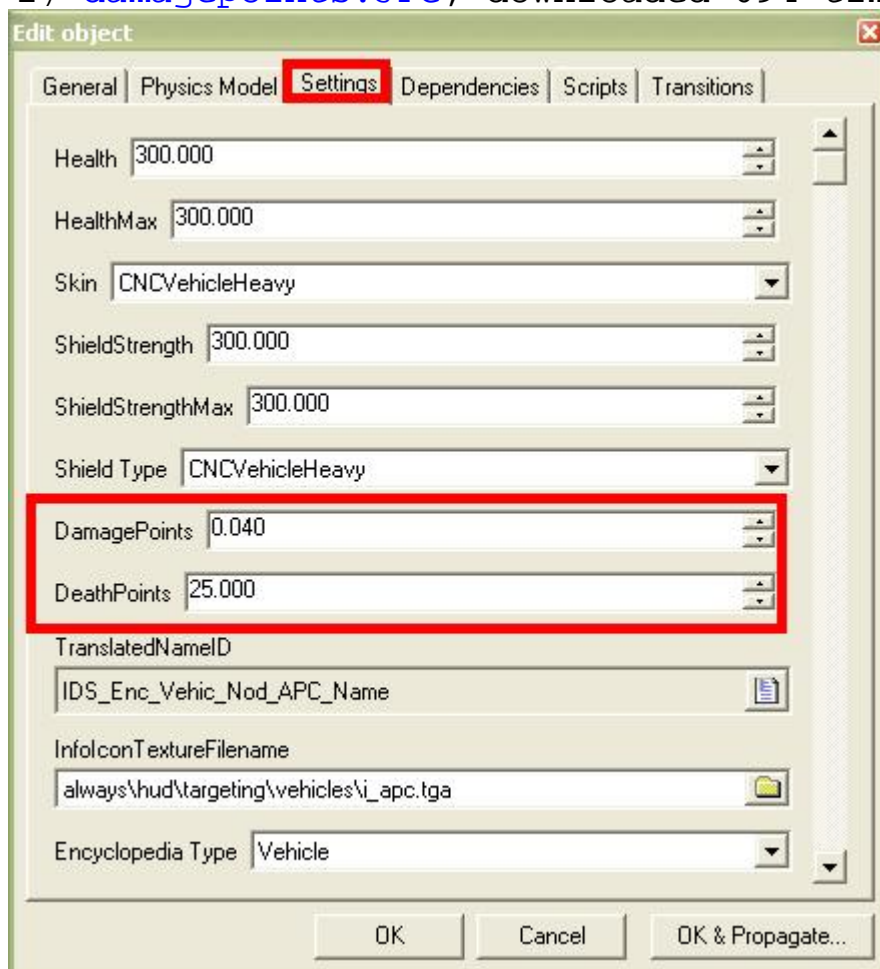 Edit object
General Physics Model Settings Dependencies Scripts Transitions
Health 300.000
HealthMax 300.000
Skin CNCVehicleHeavy
ShieldStrength 300.000
ShieldStrengthMax 300.000
Shield Type CNCVehicleHeavy
DamagePoints 0.040
DeathPoints 25.000
TranslatedNameID
IDS_Enc_Vehic_Nod_APC_Name
InfoIconTextureFilename
always\hud\targeting\vehicles\i_apc.tga
Encyclopedia Type Vehicle
OK Cancel OK & Propagate...